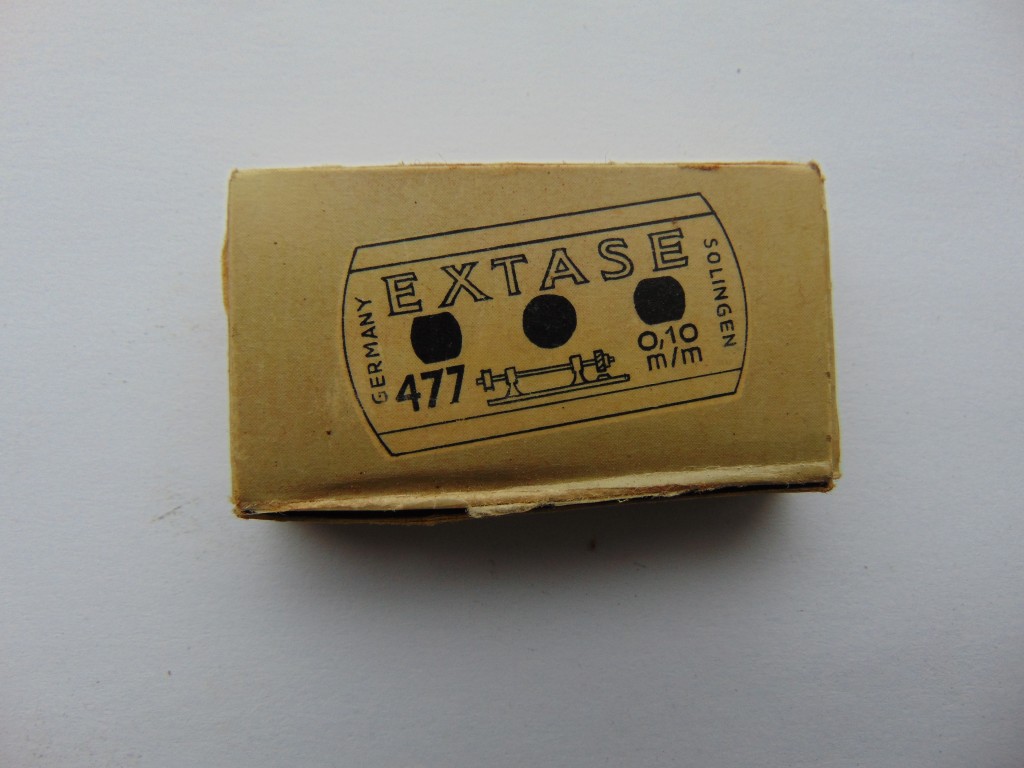 EXTASE
GERMANY
SOLINGEN
477
0,10
m/m